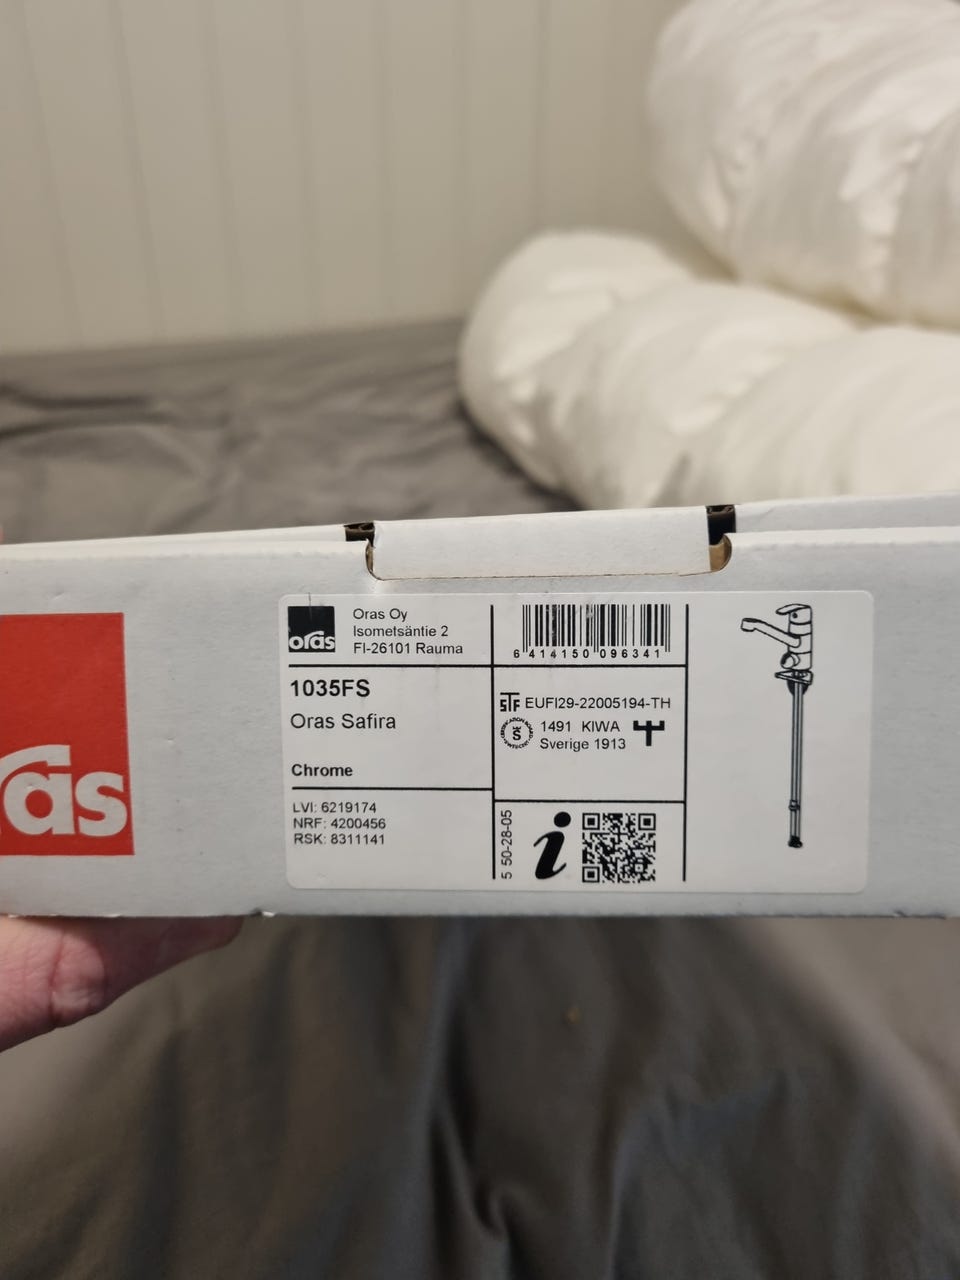 oras
oras
Oras Oy
Isometsäntie 2
FI-26101 Rauma
6 414150 096341
1035FS
Oras Safira
Chrome
STF EUFI29-22005194-TH
1491 KIWA
Sverige 1913
LVI: 6219174
NRF: 4200456
RSK: 8311141
5 50-28-05
i